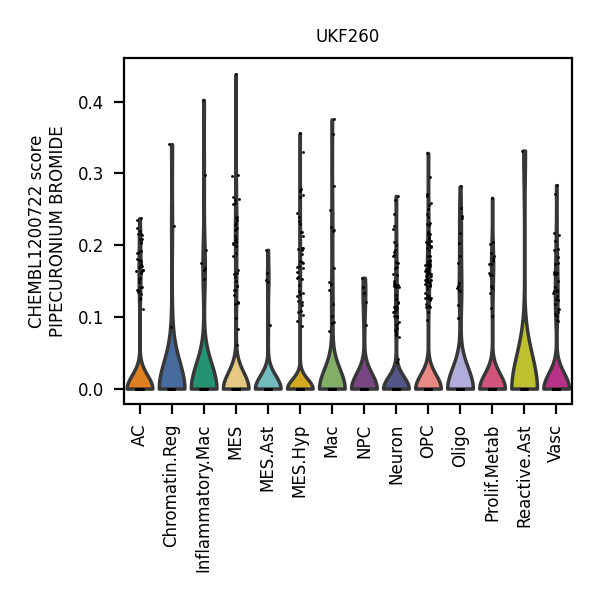 UKF260
CHEMBL1200722 score
PIPECURONIUM BROMIDE
0.4
0.3
0.2
0.1
0.0
AC
Chromatin.Reg
Inflammatory.Mac
MES
MES.Ast
MES.Hyp
Mac
NPC
Neuron
OPC
Oligo
Prolif.Metab
Reactive.Ast
Vasc